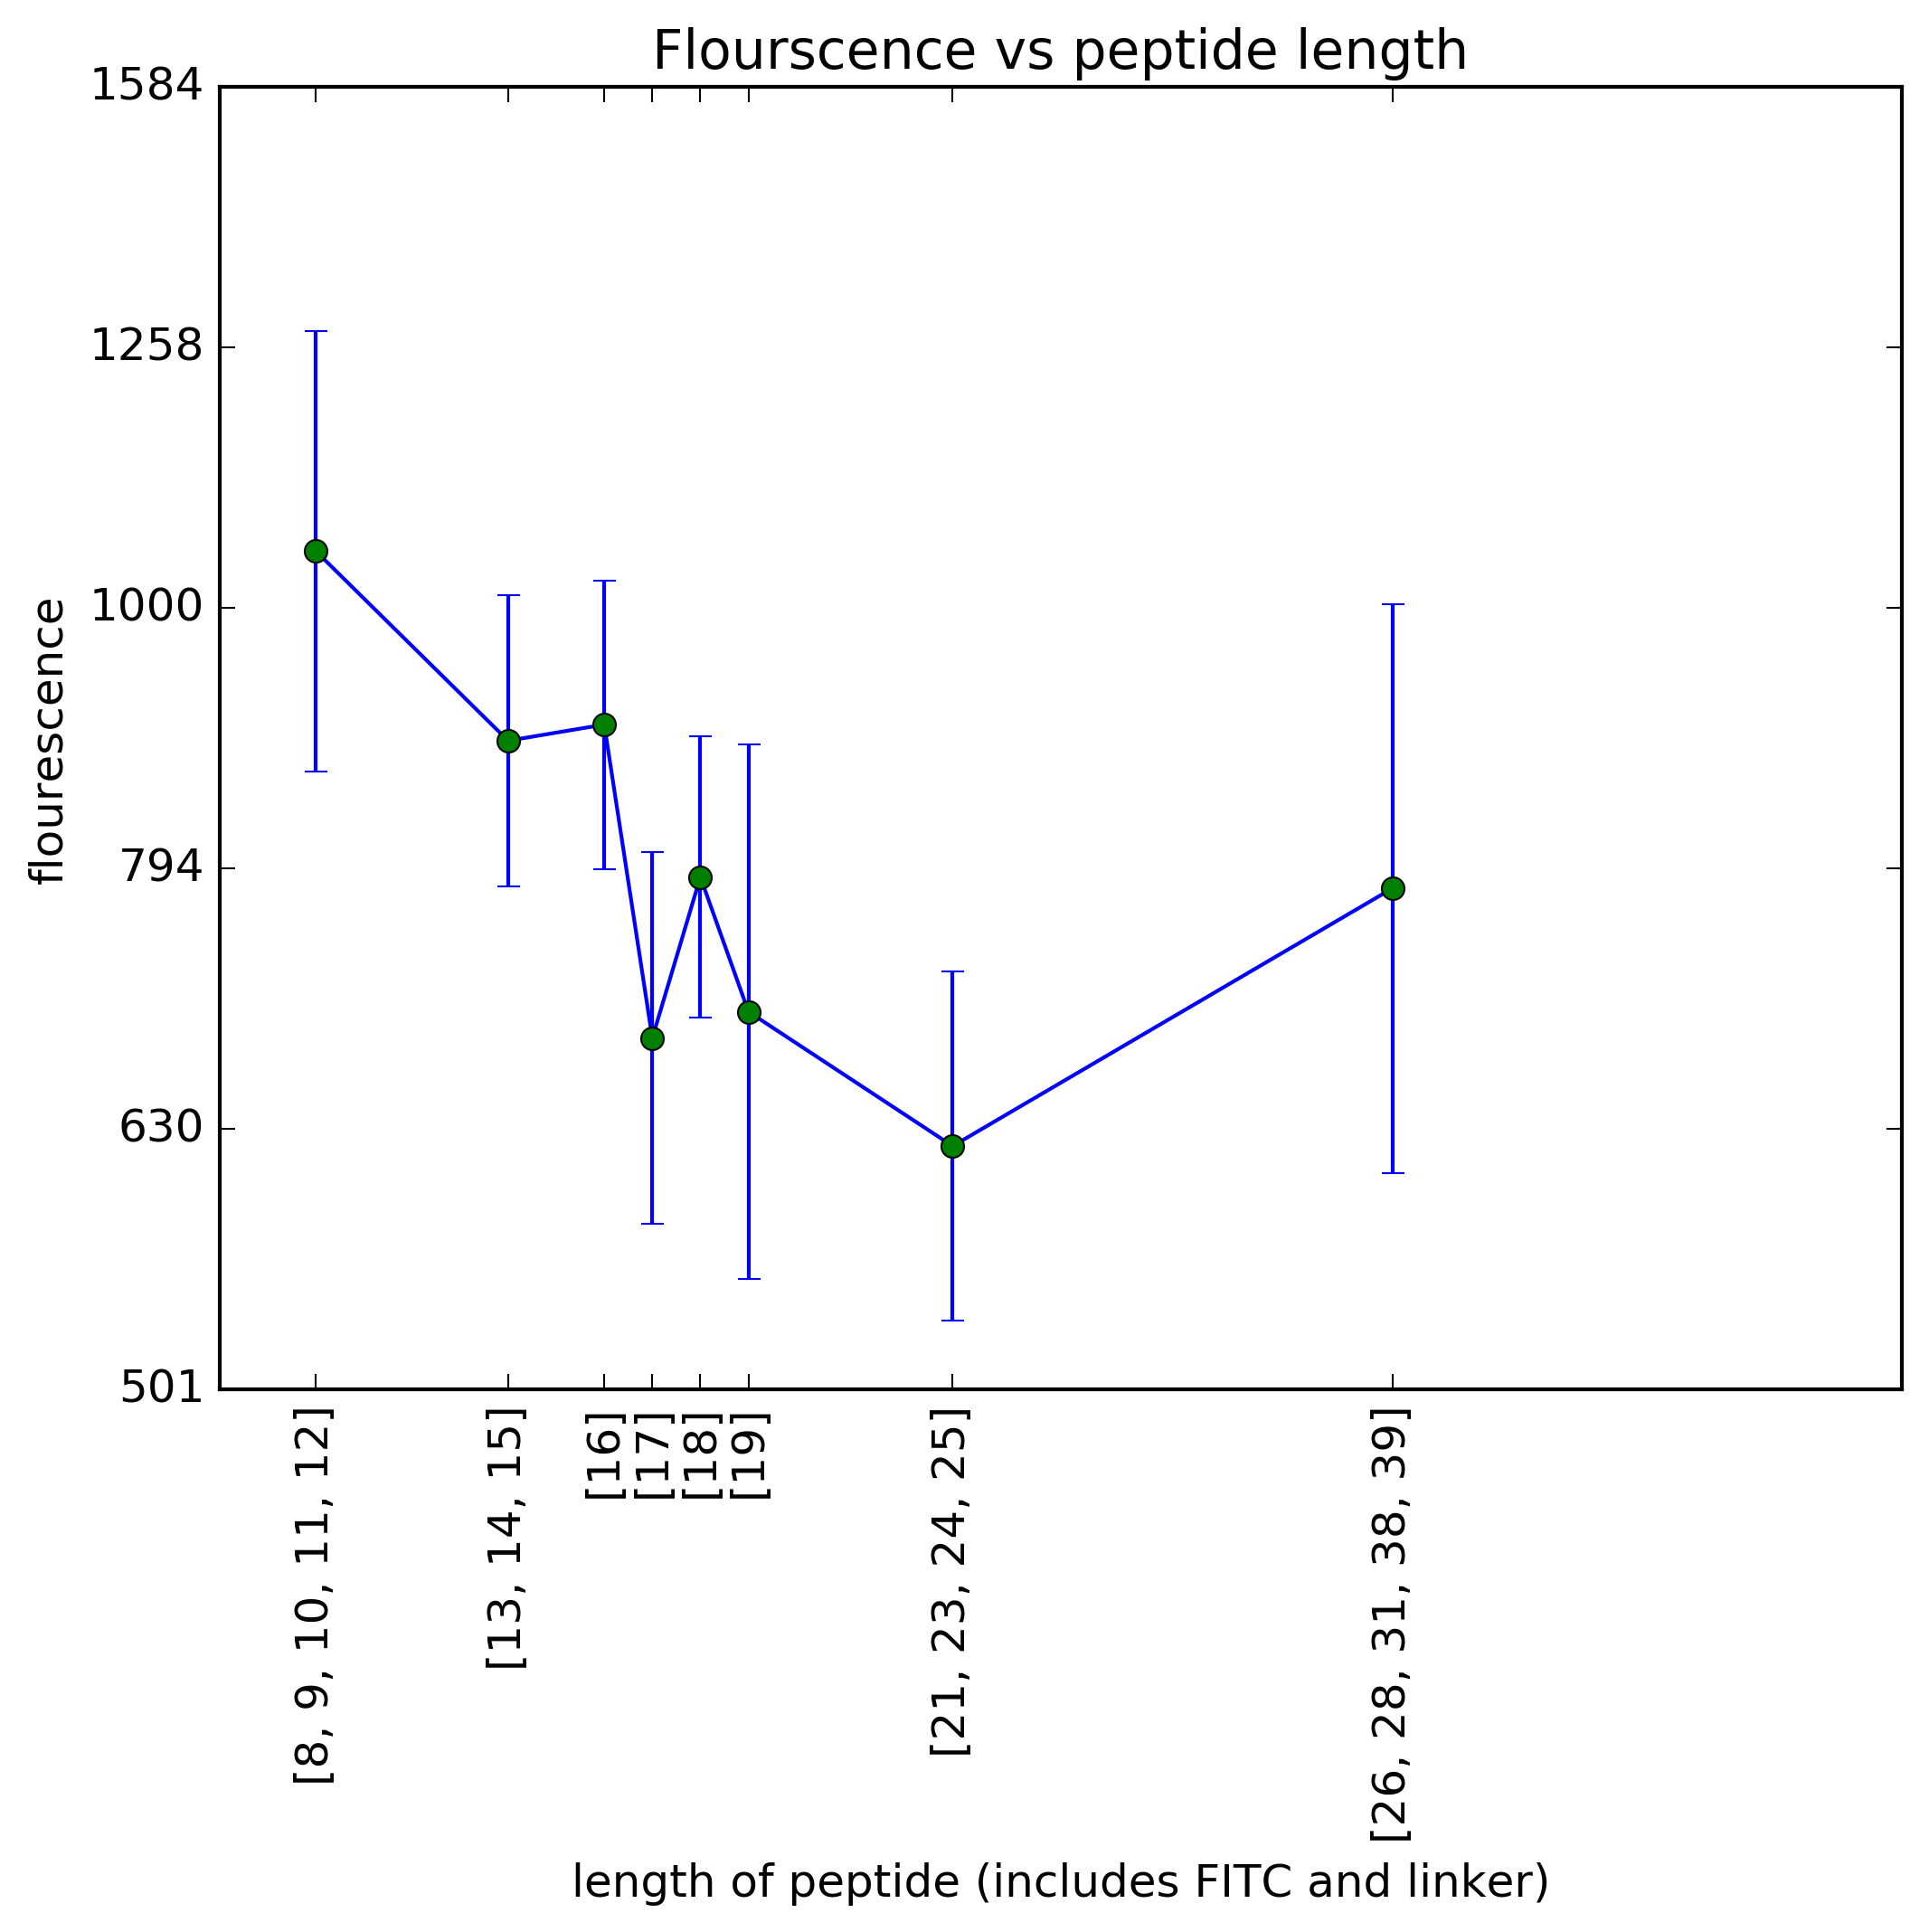 Flourscence vs peptide length
1584
1258
1000
794
630
501
flourescence
[8, 9, 10, 11, 12]
[13, 14, 15]
[16]
[17]
[18]
[19]
[21, 23, 24, 25]
[26, 28, 31, 38, 39]
length of peptide (includes FITC and linker)